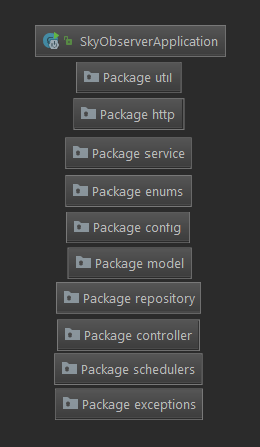 SkyObserverApplication
Package util
Package http
Package service
Package enums
Package config
Package model
Package repository
Package controller
Package schedulers
Package exceptions